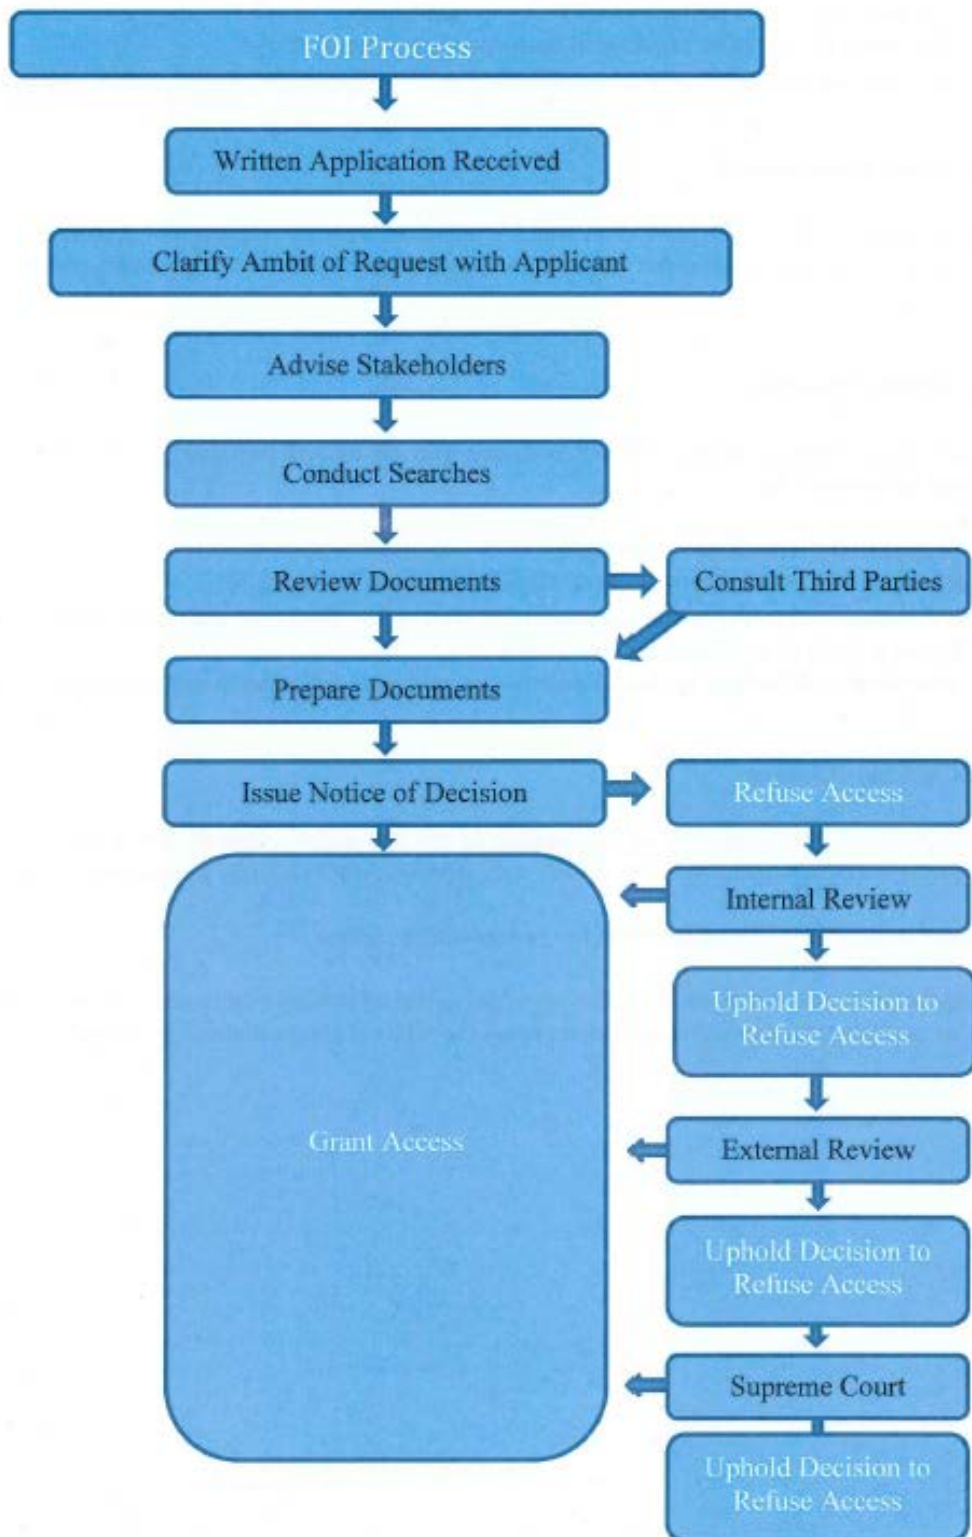 FOI Process
Written Application Received
Clarify Ambit of Request with Applicant
Advise Stakeholders
Conduct Searches
Review Documents
Consult Third Parties
Prepare Documents
Issue Notice of Decision
Refuse Access
Internal Review
Uphold Decision to
Refuse Access
Grant Access
External Review
Uphold Decision to
Refuse Access
Supreme Court
Uphold Decision to
Refuse Access